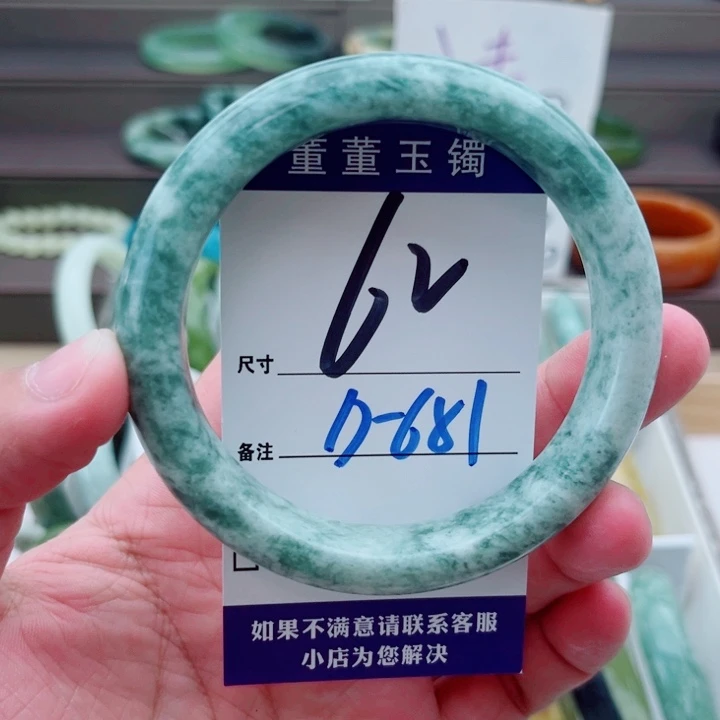 董董玉镯
62
尺寸
7-681
备注
如果不满意请联系客服
小店为您解决